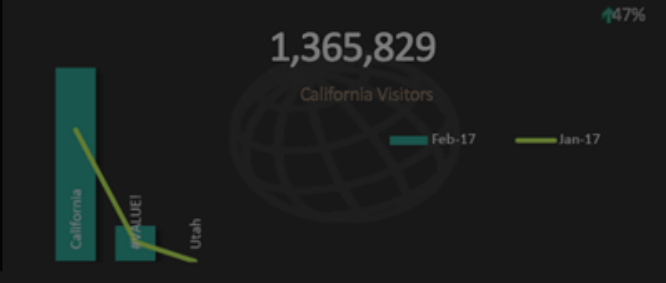 47%
1,365,829
California Visitors
Feb-17
Jan-17
California
#VALUE!
Utah